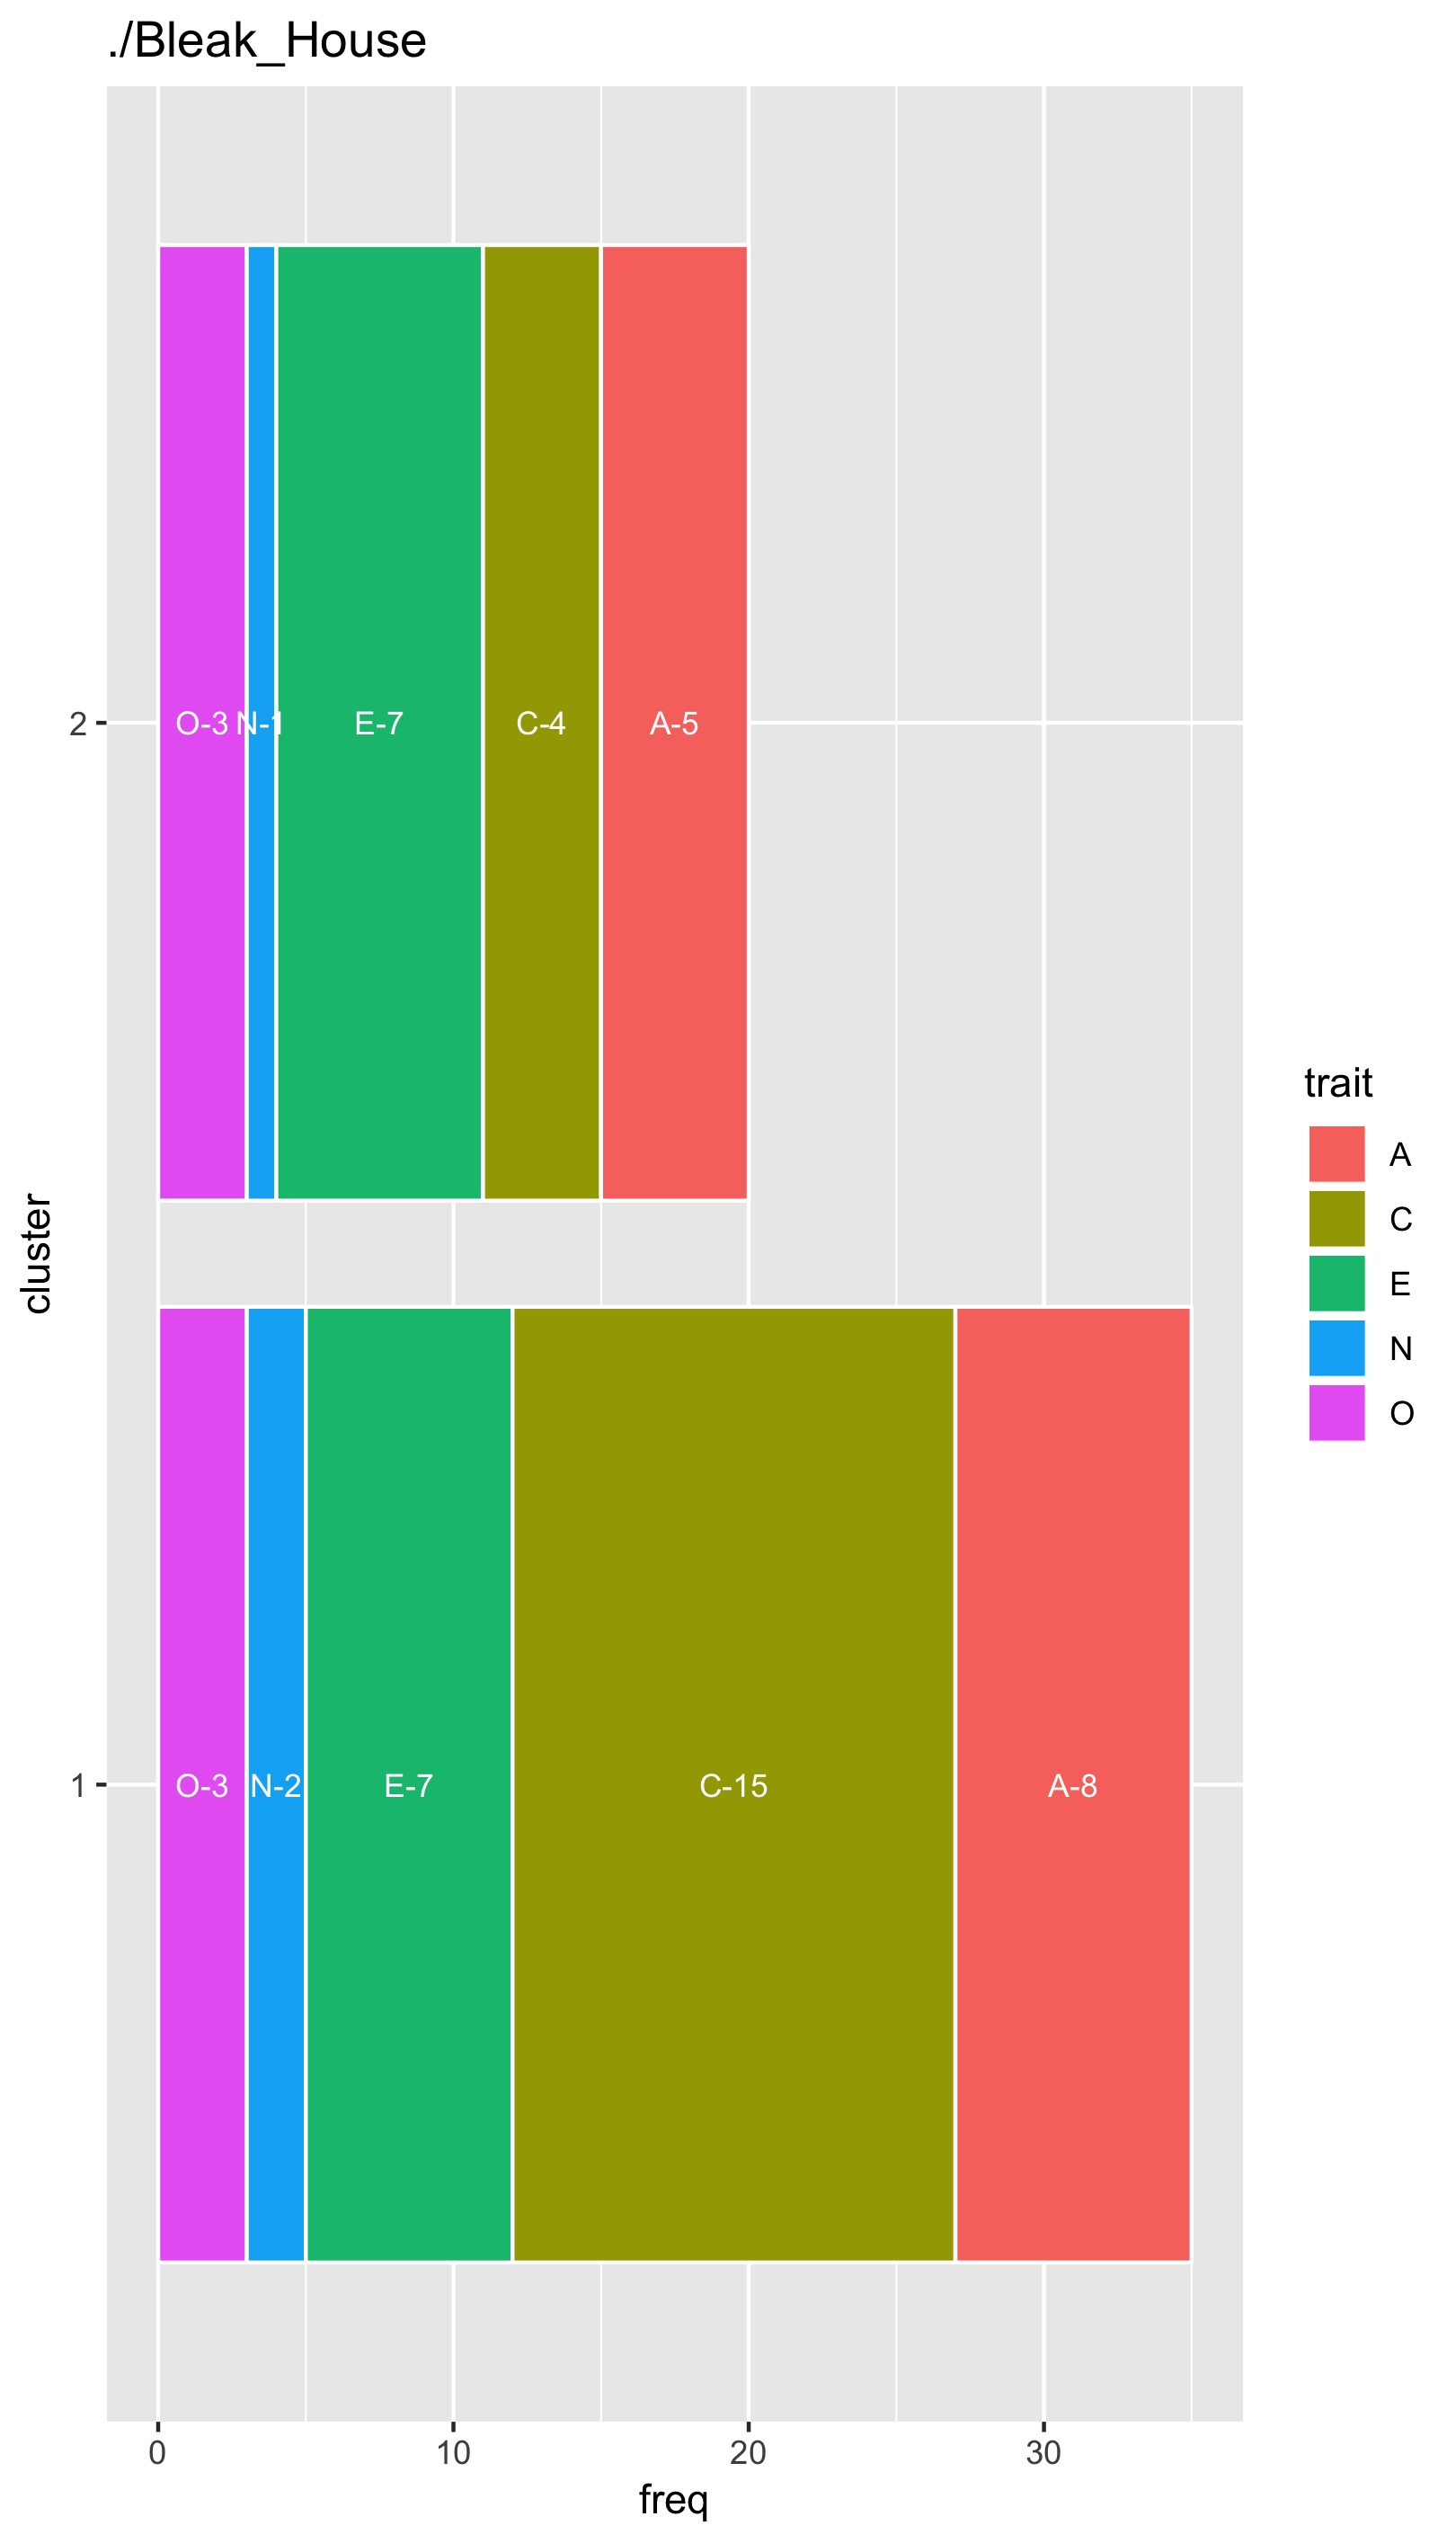 ./Bleak_House
cluster
2
O-3 N-1 E-7 C-4 A-5
1
O-3 N-2 E-7 C-15 A-8
0 10 20 30
freq
trait
A
C
E
N
O